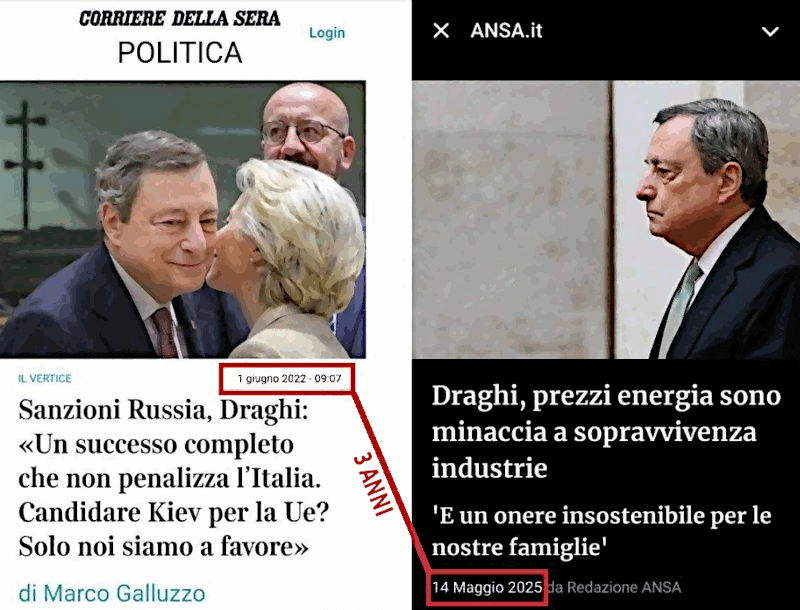 CORRIERE DELLA SERA
Login
POLITICA
IL VERTICE
1 giugno 2022 - 09:07
Sanzioni Russia, Draghi:
«Un successo completo
che non penalizza l'Italia.
Candidare Kiev per la Ue?
Solo noi siamo a favore»
di Marco Galluzzo
3 ANNI
ANSA.it
Draghi, prezzi energia sono
minaccia a sopravvivenza
industrie
'E un onere insostenibile per le
nostre famiglie'
14 Maggio 2025 da Redazione ANSA